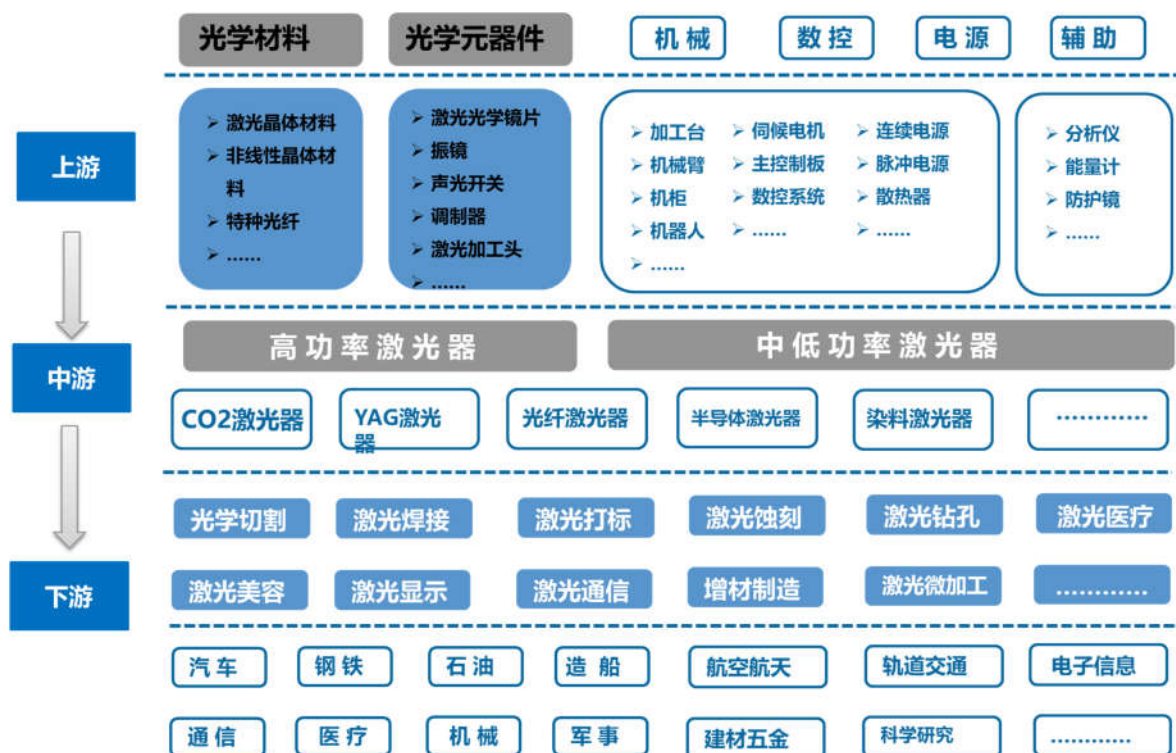 光学材料
光学元器件
机械
数控
电源
辅助
上游
➢ 激光晶体材料
➢ 非线性晶体材
料
➢ 特种光纤
➢ ……
➢ 激光光学镜片
➢ 振镜
➢ 声光开关
➢ 调制器
➢ 激光加工头
➢ ……
➢ 加工台
➢ 机械臂
➢ 机柜
➢ 机器人
➢ ……
➢ 伺候电机
➢ 主控制板
➢ 数控系统
➢ ……
➢ 连续电源
➢ 脉冲电源
➢ 散热器
➢ ……
➢ 分析仪
➢ 能量计
➢ 防护镜
➢ ……
中游
高功率激光器
中低功率激光器
CO2激光器
YAG激光
器
光纤激光器
半导体激光器
染料激光器
…………
下游
光学切割
激光焊接
激光打标
激光蚀刻
激光钻孔
激光医疗
激光美容
激光显示
激光通信
增材制造
激光微加工
…………
汽车
钢铁
石油
造船
航空航天
轨道交通
电子信息
通信
医疗
机械
军事
建材五金
科学研究
…………